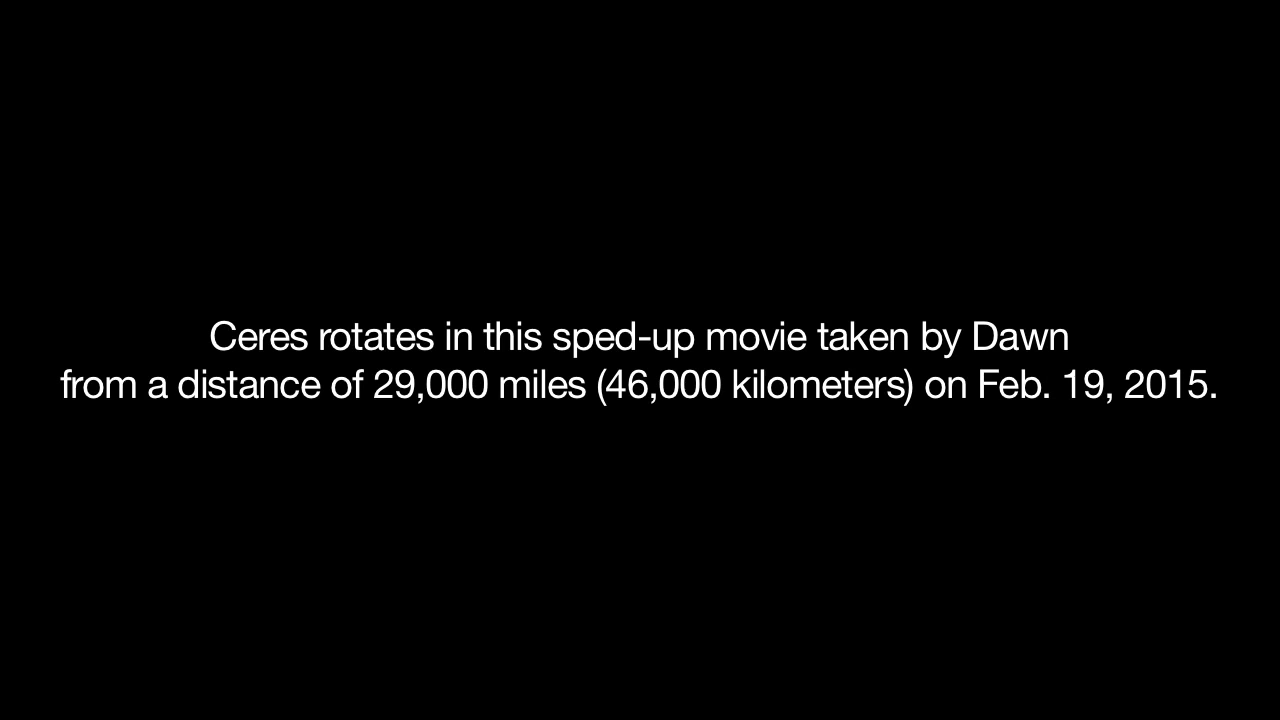 Ceres rotates in this sped-up movie taken by Dawn
from a distance of 29,000 miles (46,000 kilometers) on Feb. 19, 2015.